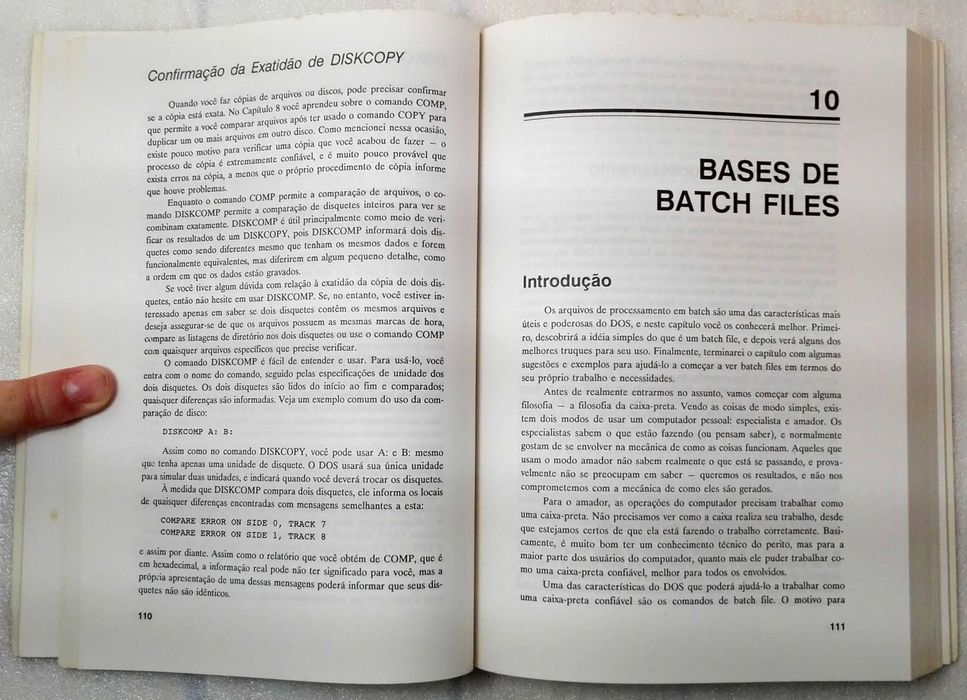 Confirmação da Exatidão de DISKCOPY
Quando você faz cópias de arquivos ou discos, pode precisar confirmar
se a cópia está exata. No Capítulo 8 você aprendeu sobre o comando COMP,
que permite a você comparar arquivos após ter usado o comando COPY para
duplicar um ou mais arquivos em outro disco. Como mencionei nessa ocasião,
existe pouco motivo para verificar uma cópia que você acabou de fazer — o
processo de cópia é extremamente confiável, e é muito pouco provável que
exista erros na cópia, a menos que o próprio procedimento de cópia informe
que houve problemas.
Enquanto o comando COMP permite a comparação de arquivos, o co-
mando DISKCOMP permite a comparação de disquetes inteiros para ver se
combinam exatamente. DISKCOMP é útil principalmente como meio de veri-
ficar os resultados de um DISKCOPY, pois DISKCOMP informará dois dis-
quetes como sendo diferentes mesmo que tenham os mesmos dados e forem
funcionalmente equivalentes, mas diferirem em algum pequeno detalhe, como
a ordem em que os dados estão gravados.
Se você tiver algum dúvida com relação à exatidão da cópia de dois dis-
quetes, então não hesite em usar DISKCOMP. Se, no entanto, você estiver in-
teressado apenas em saber se dois disquetes contêm os mesmos arquivos e
deseja assegurar-se de que os arquivos possuem as mesmas marcas de hora,
compare as listagens de diretório nos dois disquetes ou use o comando COMP
com quaisquer arquivos específicos que precise verificar.
O comando DISKCOMP é fácil de entender e usar. Para usá-lo, você
entra com o nome do comando, seguido pelas especificações de unidade dos
dois disquetes. Os dois disquetes são lidos do início ao fim e comparados;
quaisquer diferenças são informadas. Veja um exemplo comum do uso da com-
paração de disco:
DISKCOMP A: B:
Assim como no comando DISKCOPY, você pode usar A: e B: mesmo
que tenha apenas uma unidade de disquete. O DOS usará sua única unidade
para simular duas unidades, e indicará quando você deverá trocar os disquetes.
À medida que DISKCOMP compara dois disquetes, ele informa os locais
de quaisquer diferenças encontradas com mensagens semelhantes a esta:
COMPARE ERROR ON SIDE 0, TRACK 7
COMPARE ERROR ON SIDE 1, TRACK 8
e assim por diante. Assim como o relatório que você obtém de COMP, que é
em hexadecimal, a informação real pode não ter significado para você, mas a
própria apresentação de uma dessas mensagens poderá informar que seus dis-
quetes não são idênticos.
110
10
BASES DE
BATCH FILES
Introdução
Os arquivos de processamento em batch são uma das características mais
úteis e poderosas do DOS, e neste capítulo você os conhecerá melhor. Primei-
ro, descobrirá a idéia simples do que é um batch file, e depois verá alguns dos
melhores truques para seu uso. Finalmente, terminarei o capítulo com algumas
sugestões e exemplos para ajudá-lo a começar a ver batch files em termos do
seu próprio trabalho e necessidades.
Antes de realmente entrarmos no assunto, vamos começar com alguma
filosofia — a filosofia da caixa-preta. Vendo as coisas de modo simples, exis-
tem dois modos de usar um computador pessoal: especialista e amador. Os
especialistas sabem o que estão fazendo (ou pensam saber), e normalmente
gostam de se envolver na mecânica de como as coisas funcionam. Aqueles que
usam o modo amador não sabem realmente o que está se passando, e prova-
velmente não se preocupam em saber — queremos os resultados, e não nos
comprometemos com a mecânica de como eles são gerados.
Para o amador, as operações do computador precisam trabalhar como
uma caixa-preta. Não precisamos ver como a caixa realiza seu trabalho, desde
que estejamos certos de que ela está fazendo o trabalho corretamente. Basi-
camente, é muito bom ter um conhecimento técnico do perito, mas para a
maior parte dos usuários do computador, quanto mais ele puder trabalhar co-
mo uma caixa-preta confiável, melhor para todos os envolvidos.
Uma das características do DOS que poderá ajudá-lo a trabalhar como
uma caixa-preta confiável são os comandos de batch file. O motivo para
111